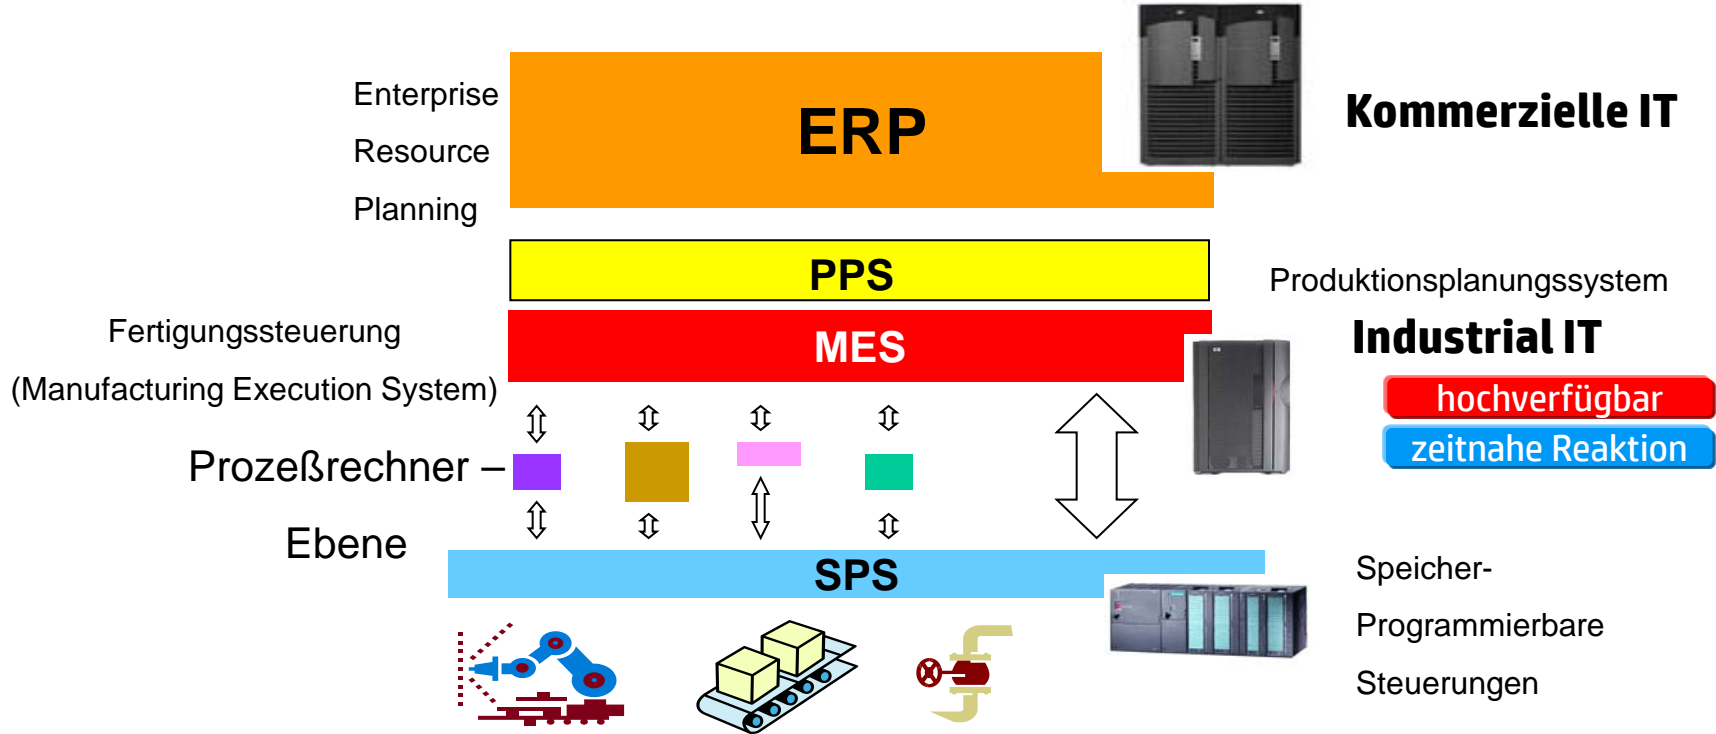 Enterprise
Resource
Planning
ERP
Kommerzielle IT
PPS
Produktionsplanungssystem
Fertigungssteuerung
(Manufacturing Execution System)
MES
Industrial IT
hochverfügbar
zeitnahe Reaktion
Prozeßrechner –
Ebene
SPS
Speicher-
Programmierbare
Steuerungen